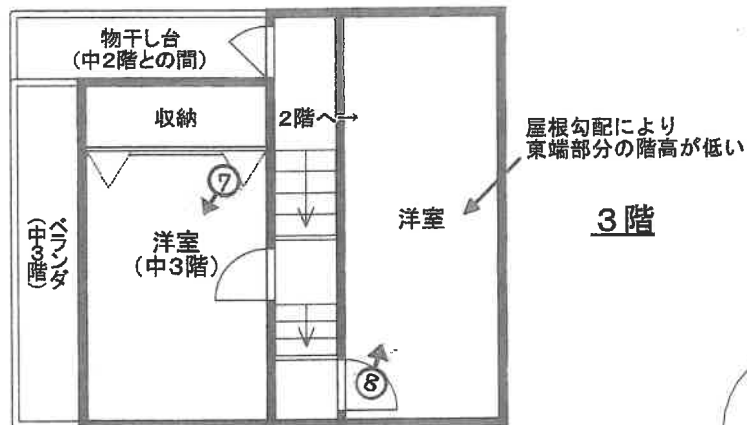 物干し台
(中2階との間)
収納
2階へ→
屋根勾配により
東端部分の階高が低い
⑦
洋室
(中3階)
洋室
3階
ベランダ
(中3階)
⑧